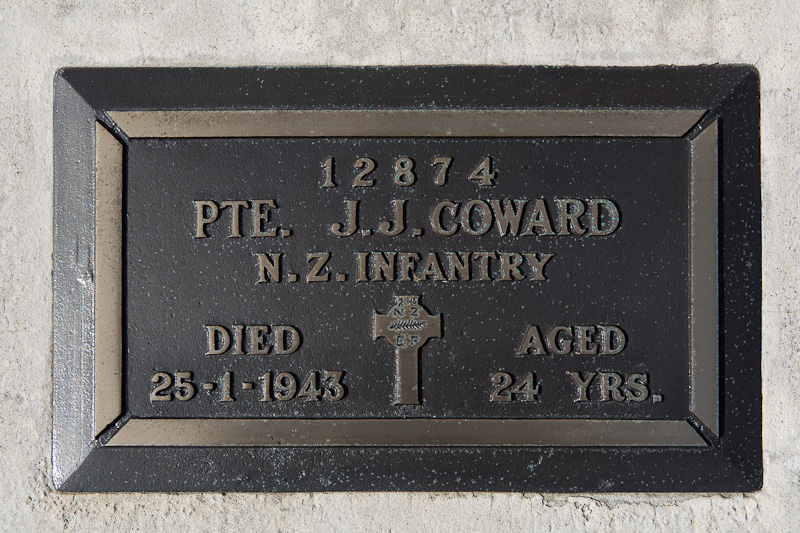 12874
PTE. J.J. COWARD
N.Z. INFANTRY
N Z
E F
DIED
25-1-1943
AGED
24 YRS.